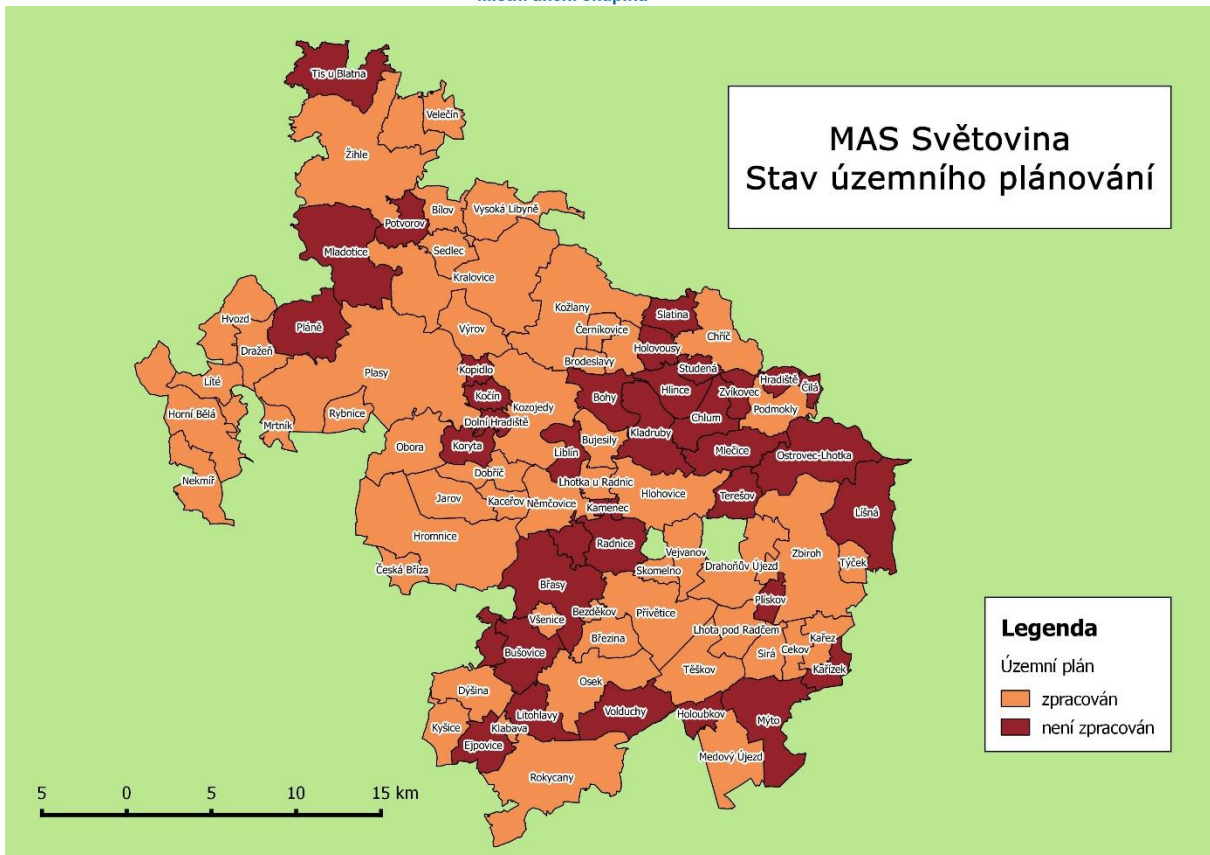 MAS Světovina
Stav územního plánování
Tis u Blatna
Velečín
Žihle
Potvorov
Bílov
Vysoká Libyně
Mladotice
Sedlec
Kralovice
Hvozd
Pláně
Kožlany
Slatina
Výrov
Černíkovice
Chříč
Dražeň
Holovousy
Líté
Plasy
Kopidlo
Brodeslavy
Studená
Hradiště
Čilá
Hlince
Zvíkovec
Kočín
Bohy
Podmokly
Horní Bělá
Rybnice
Kozojedy
Chlum
Mrtník
Dolní Hradiště
Kladruby
Obora
Koryta
Bujesily
Liblín
Mlečice
Ostrovec-Lhotka
Nekmíř
Dobříč
Lhotka u Radnic
Hlohovice
Jarov
Kaceřov
Němčovice
Terešov
Kamenec
Lišná
Hromnice
Radnice
Vejvanov
Zbiroh
Česká Bříza
Skomelno
Drahoňův Újezd
Týček
Břasy
Plískov
Všenice
Bezděkov
Přívětice
Březina
Lhota pod Radčem
Kařez
Bušovice
Sirá
Cekov
Těškov
Kařízek
Osek
Dýšina
Litohlavy
Volduchy
Holoubkov
Mýto
Kyšice
Klabava
Ejpovice
Medový Újezd
Rokycany
Legenda
Územní plán
zpracován
není zpracován
5 0 5 10 15 km